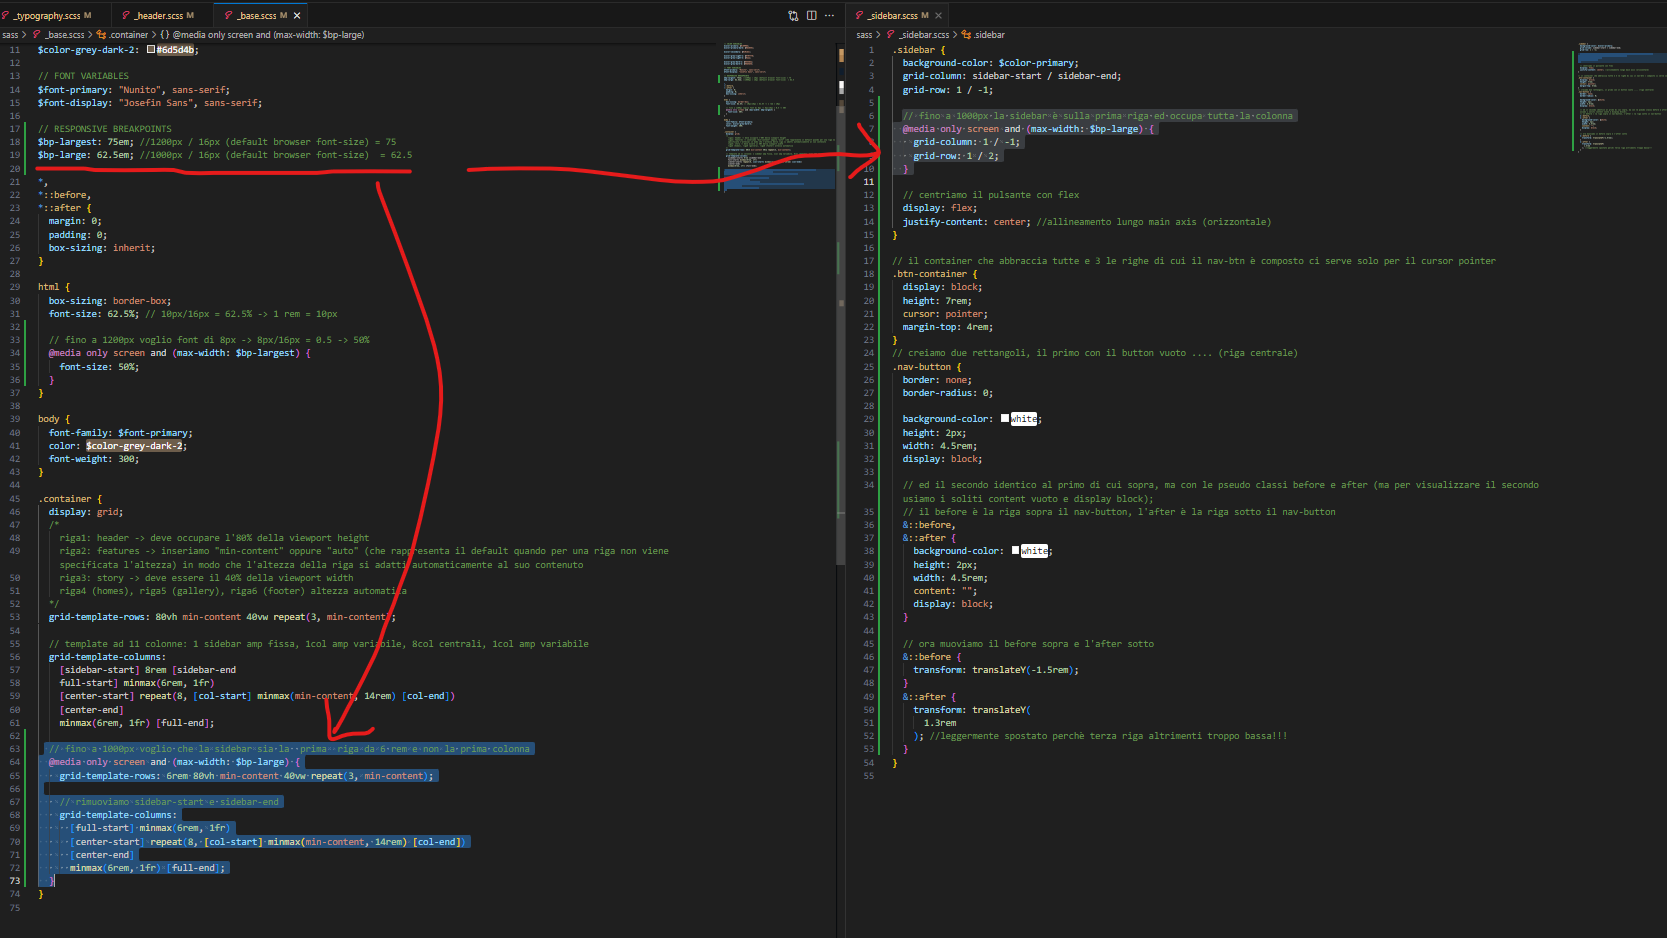 _typography.scss M
_header.scss M
_base.scss M ×
sass > _base.scss > .container > {} @media only screen and (max-width: $bp-large)
11 $color-grey-dark-2: #6d5d4b;
12
13 // FONT VARIABLES
14 $font-primary: "Nunito", sans-serif;
15 $font-display: "Josefin Sans", sans-serif;
16
17 // RESPONSIVE BREAKPOINTS
18 $bp-largest: 75em; //1200px / 16px (default browser font-size) = 75
19 $bp-large: 62.5em; //1000px / 16px (default browser font-size)  = 62.5
20
21 *,
22 *::before,
23 *::after {
24 margin: 0;
25 padding: 0;
26 box-sizing: inherit;
27 }
28
29 html {
30 box-sizing: border-box;
31 font-size: 62.5%; // 10px/16px = 62.5% -> 1 rem = 10px
32
33 // fino a 1200px voglio font di 8px -> 8px/16px = 0.5 -> 50%
34 @media only screen and (max-width: $bp-largest) {
35 font-size: 50%;
36 }
37 }
38
39 body {
40 font-family: $font-primary;
41 color: $color-grey-dark-2;
42 font-weight: 300;
43 }
44
45 .container {
46 display: grid;
47 /*
48 riga1: header -> deve occupare l'80% della viewport height
49 riga2: features -> inseriamo "min-content" oppure "auto" (che rappresenta il default quando per una riga non viene
specificata l'altezza) in modo che l'altezza della riga si adatti automaticamente al suo contenuto
50 riga3: story -> deve essere il 40% della viewport width
51 riga4 (homes), riga5 (gallery), riga6 (footer) altezza automatica
52 */
53 grid-template-rows: 80vh min-content 40vw repeat(3, min-content);
54
55 // template ad 11 colonne: 1 sidebar amp fissa, 1col amp variabile, 8col centrali, 1col amp variabile
56 grid-template-columns:
57 [sidebar-start] 8rem [sidebar-end
58 full-start] minmax(6rem, 1fr)
59 [center-start] repeat(8, [col-start] minmax(min-content, 14rem) [col-end])
60 [center-end]
61 minmax(6rem, 1fr) [full-end];
62
63 // fino a 1000px voglio che la sidebar sia la  prima  riga da 6 rem e non la prima colonna
64 @media only screen and (max-width: $bp-large) {
65 grid-template-rows: 6rem 80vh min-content 40vw repeat(3, min-content);
66
67 // rimuoviamo sidebar-start e sidebar-end
68 grid-template-columns:
69 [full-start] minmax(6rem, 1fr)
70 [center-start] repeat(8, [col-start] minmax(min-content, 14rem) [col-end])
71 [center-end]
72 minmax(6rem, 1fr) [full-end];
73 }
74 }
75
_sidebar.scss M ×
sass > _sidebar.scss > .sidebar
1 .sidebar {
2 background-color: $color-primary;
3 grid-column: sidebar-start / sidebar-end;
4 grid-row: 1 / -1;
5
6 // fino a 1000px la sidebar è sulla prima riga ed occupa tutta la colonna
7 @media only screen and (max-width: $bp-large) {
8 grid-column: 1 / -1;
9 grid-row: 1 / 2;
10 }
11
12 // centriamo il pulsante con flex
13 display: flex;
14 justify-content: center; //allineamento lungo main axis (orizzontale)
15 }
16
17 // il container che abbraccia tutte e 3 le righe di cui il nav-btn è composto ci serve solo per il cursor pointer
18 .btn-container {
19 display: block;
20 height: 7rem;
21 cursor: pointer;
22 margin-top: 4rem;
23 }
24 // creiamo due rettangoli, il primo con il button vuoto .... (riga centrale)
25 .nav-button {
26 border: none;
27 border-radius: 0;
28
29 background-color: white;
30 height: 2px;
31 width: 4.5rem;
32 display: block;
33
34 // ed il secondo identico al primo di cui sopra, ma con le pseudo classi before e after (ma per visualizzare il secondo
usiamo i soliti content vuoto e display block);
35 // il before è la riga sopra il nav-button, l'after è la riga sotto il nav-button
36 &::before,
37 &::after {
38 background-color: white;
39 height: 2px;
40 width: 4.5rem;
41 content: "";
42 display: block;
43 }
44
45 // ora muoviamo il before sopra e l'after sotto
46 &::before {
47 transform: translateY(-1.5rem);
48 }
49 &::after {
50 transform: translateY(
51 1.3rem
52 ); //leggermente spostato perchè terza riga altrimenti troppo bassa!!!
53 }
54 }
55